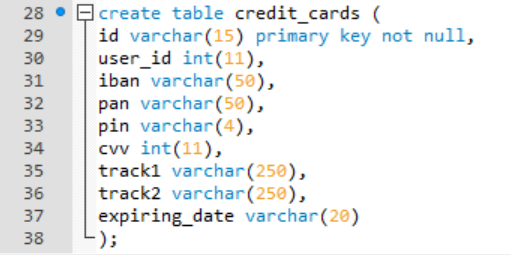 28 create table credit_cards (
29 id varchar(15) primary key not null,
30 user_id int(11),
31 iban varchar(50),
32 pan varchar(50),
33 pin varchar(4),
34 cvv int(11),
35 track1 varchar(250),
36 track2 varchar(250),
37 expiring_date varchar(20)
38 );